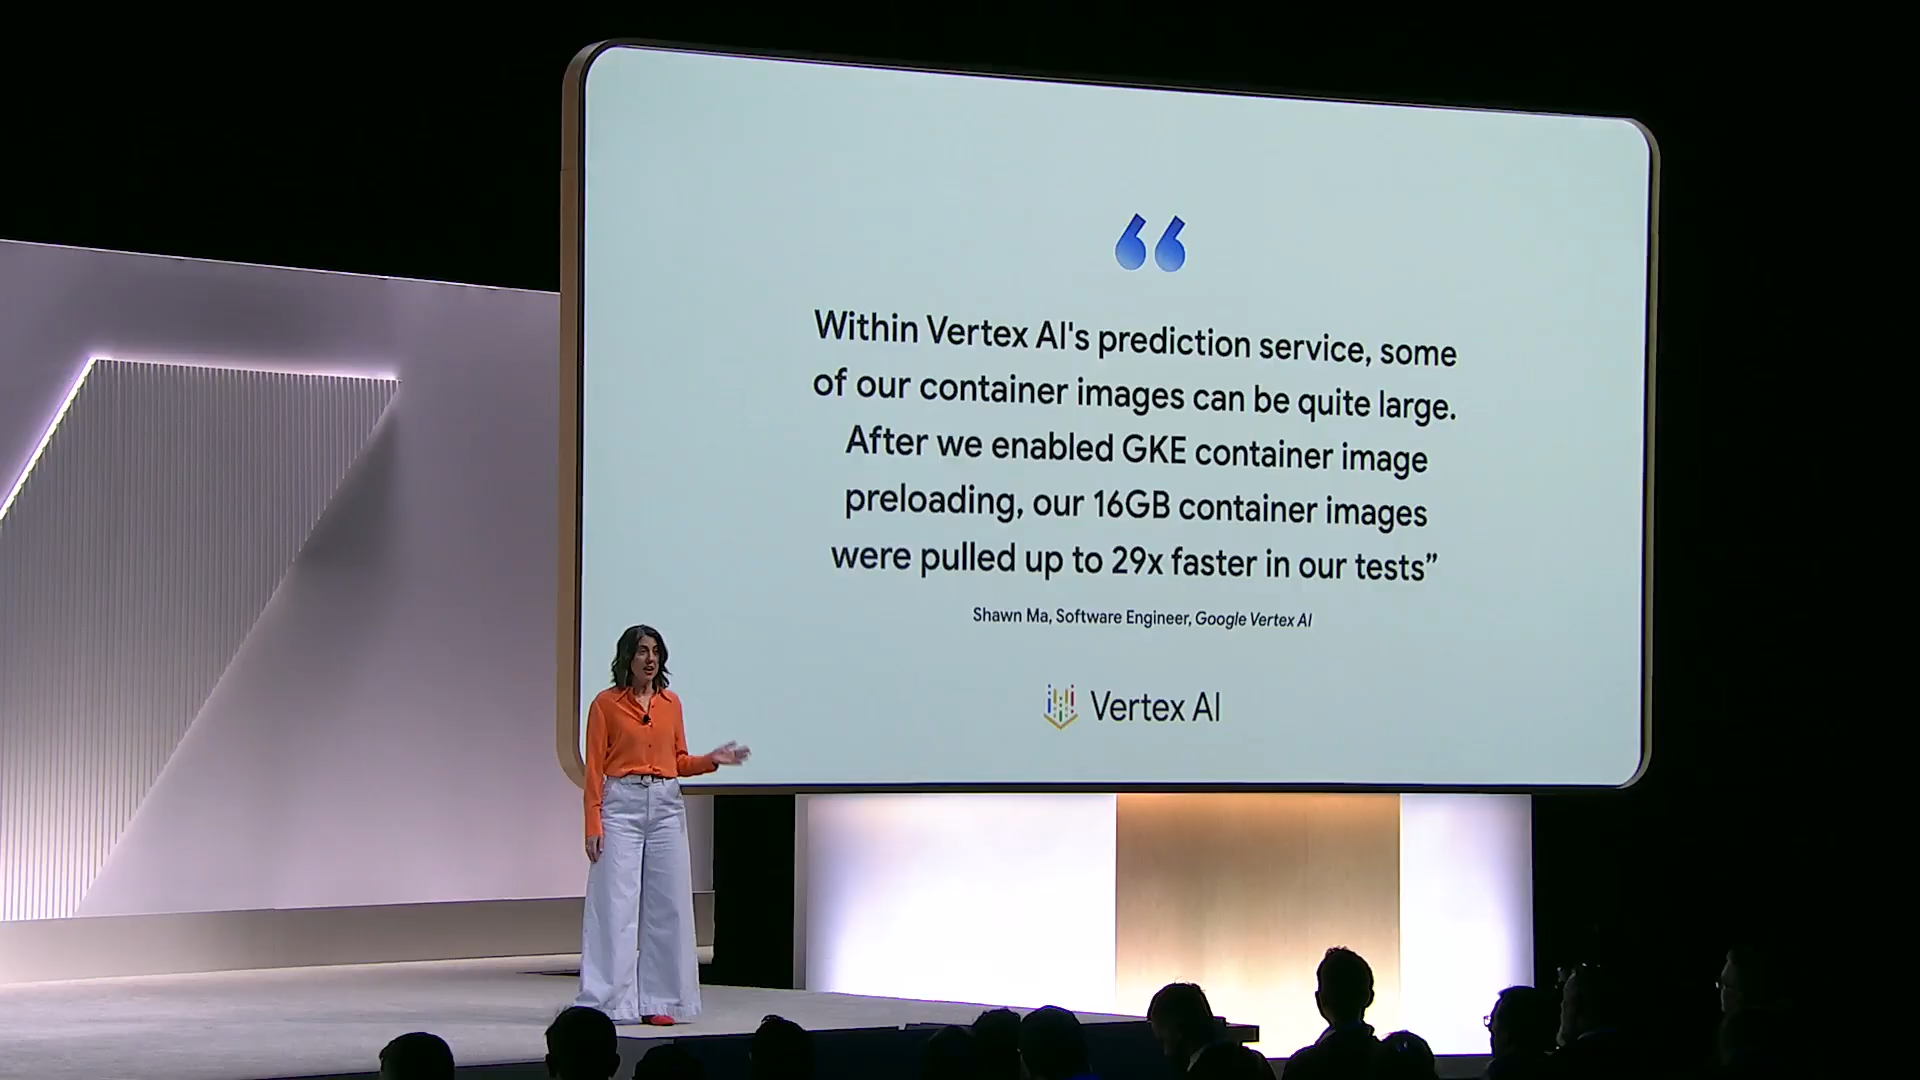 “
Within Vertex AI's prediction service, some
of our container images can be quite large.
After we enabled GKE container image
preloading, our 16GB container images
were pulled up to 29x faster in our tests”
Shawn Ma, Software Engineer, Google Vertex AI
Vertex AI